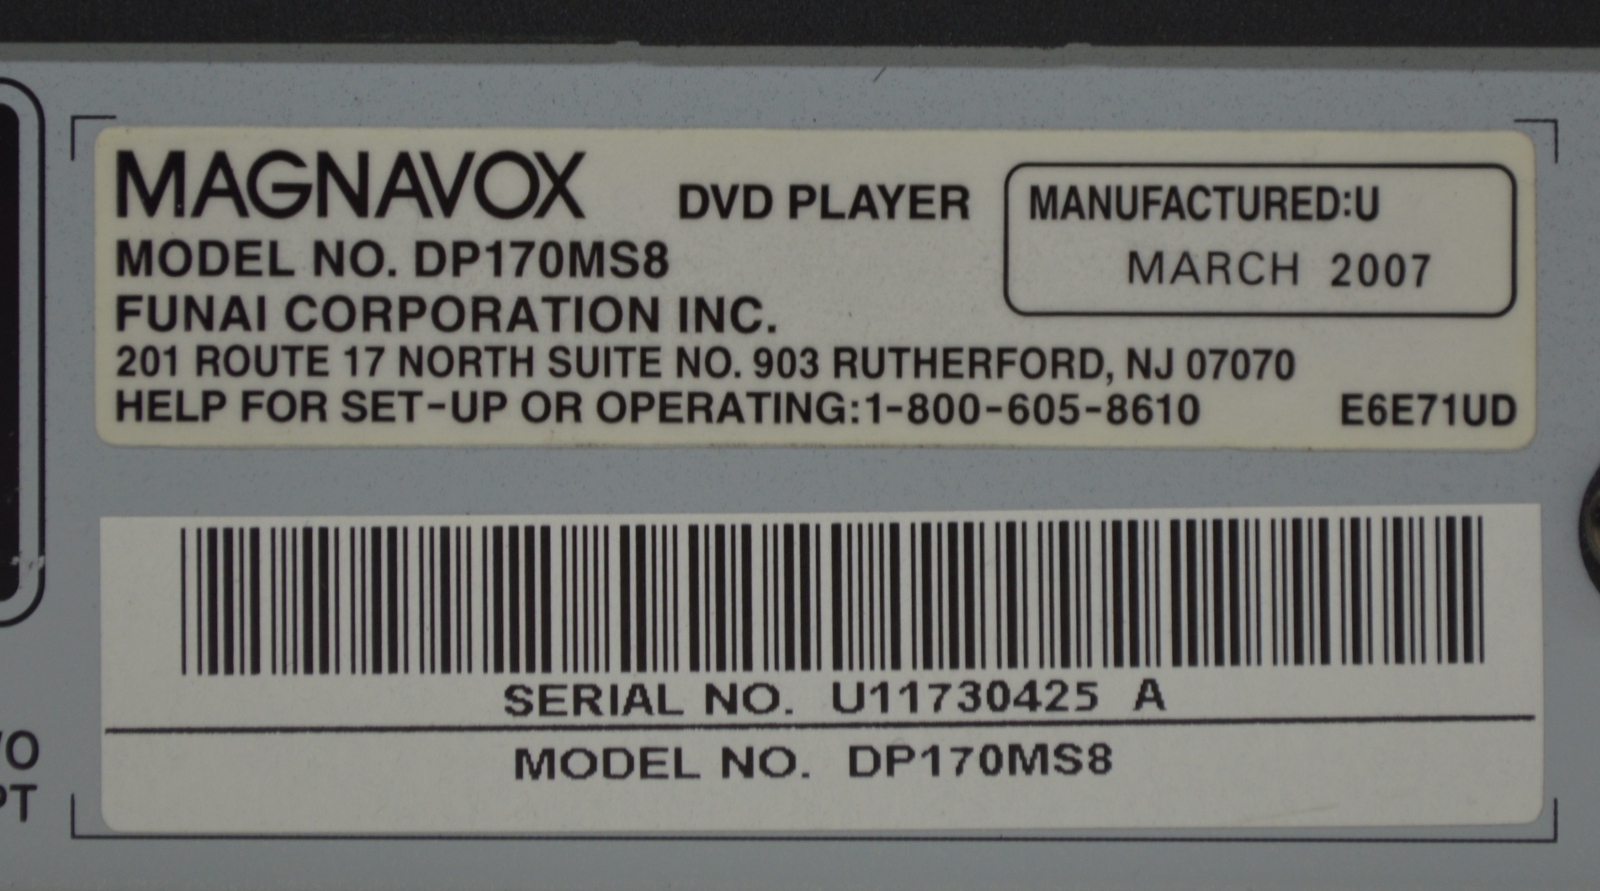 MAGNAVOX DVD PLAYER
MANUFACTURED:U
MARCH 2007
MODEL NO. DP170MS8
FUNAI CORPORATION INC.
201 ROUTE 17 NORTH SUITE NO. 903 RUTHERFORD, NJ 07070
HELP FOR SET-UP OR OPERATING:1-800-605-8610 E6E71UD
SERIAL NO. U11730425 A
MODEL NO. DP170MS8